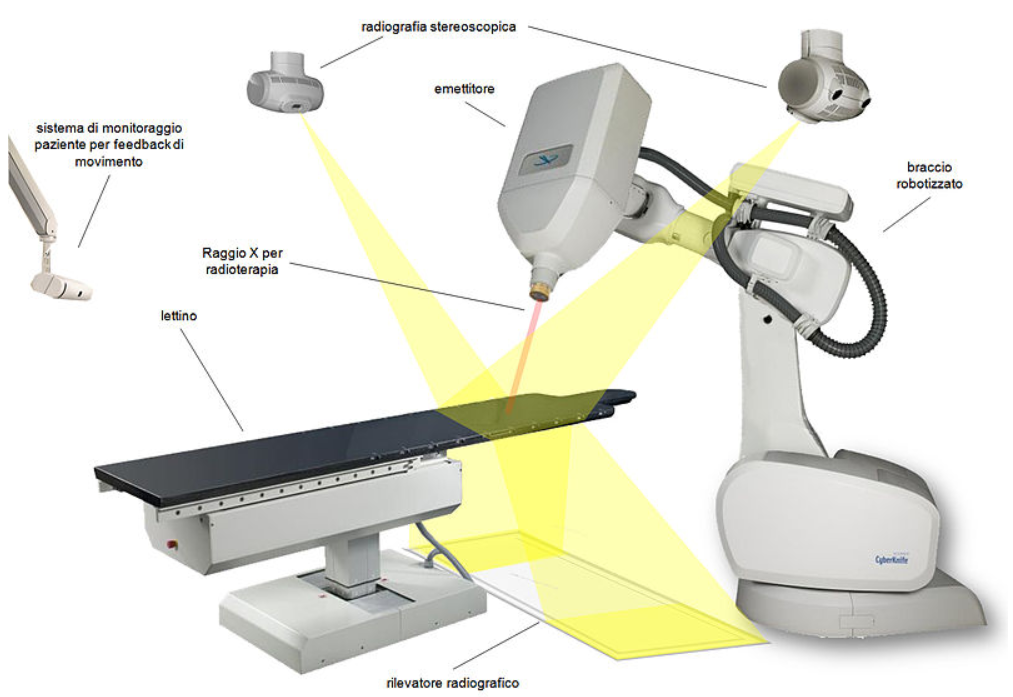 radiografia stereoscopica
emettitore
sistema di monitoraggio
paziente per feedback di
movimento
braccio
robotizzato
Raggio X per
radioterapia
lettino
CyberKnife
rilevatore radiografico